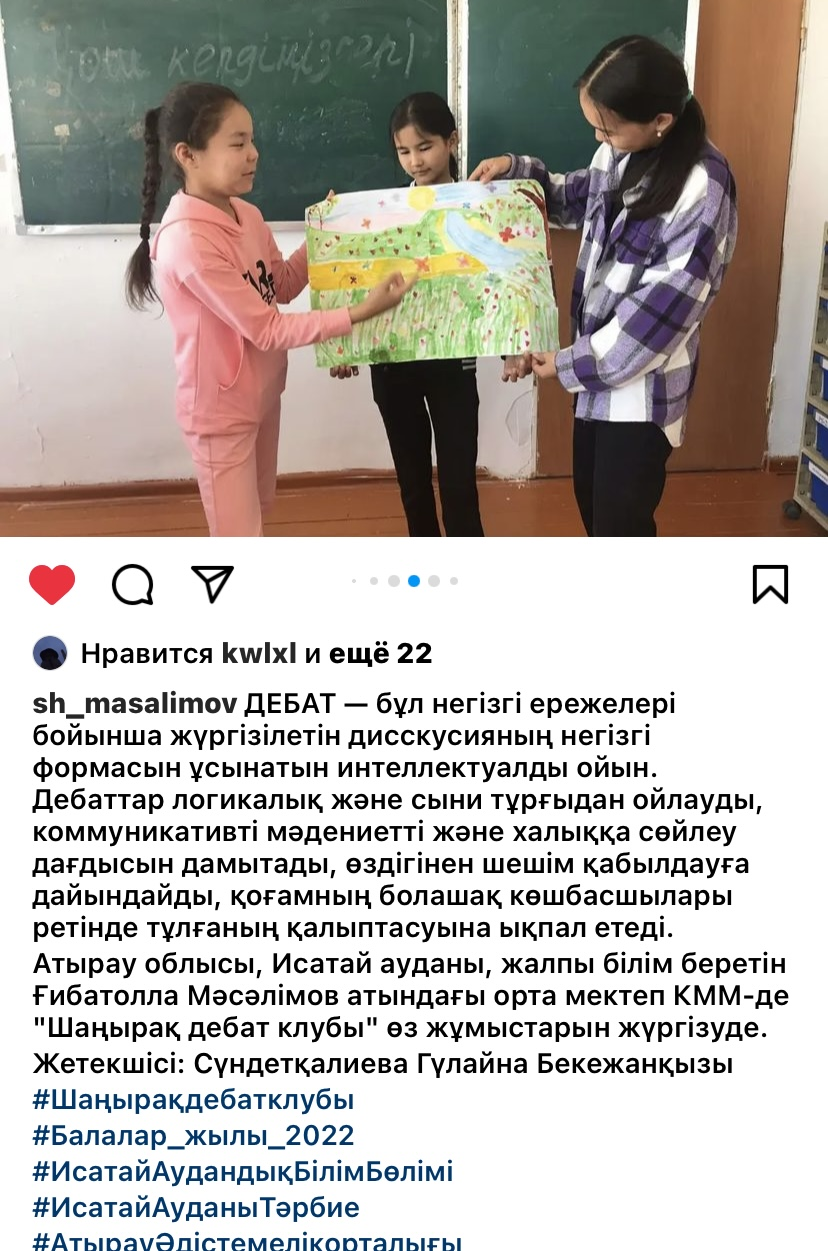 Қош келдіңіздер!
Нравится kwlxl и ещё 22
sh_masalimov ДЕБАТ — бұл негізгі ережелері
бойынша жүргізілетін дисскусияның негізгі
формасын ұсынатын интеллектуалды ойын.
Дебаттар логикалық және сыни тұрғыдан ойлауды,
коммуникативті мәдениетті және халыққа сөйлеу
дағдысын дамытады, өздігінен шешім қабылдауға
дайындайды, қоғамның болашақ көшбасшылары
ретінде тұлғаның қалыптасуына ықпал етеді.
Атырау облысы, Исатай ауданы, жалпы білім беретін
Ғибатолла Мәсәлімов атындағы орта мектеп КММ-де
"Шаңырақ дебат клубы" өз жұмыстарын жүргізуде.
Жетекшісі: Сүндетқалиева Гүлайна Бекежанқызы
#Шаңырақдебатклубы
#Балалар_жылы_2022
#ИсатайАудандықБілімБөлімі
#ИсатайАуданыТәрбие
#АтырауӘдістемелікорталығы